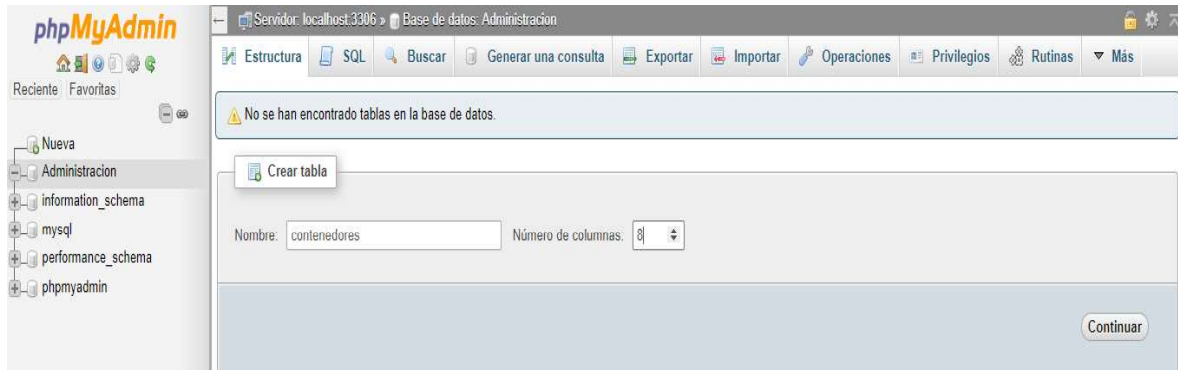 phpMyAdmin
Reciente Favoritas
Nueva
Administracion
information_schema
mysql
performance_schema
phpmyadmin
Servidor: localhost:3306 » Base de datos: Administracion
Estructura SQL Buscar Generar una consulta Exportar Importar Operaciones Privilegios Rutinas Más
No se han encontrado tablas en la base de datos.
Crear tabla
Nombre: contenedores Número de columnas: 8
Continuar